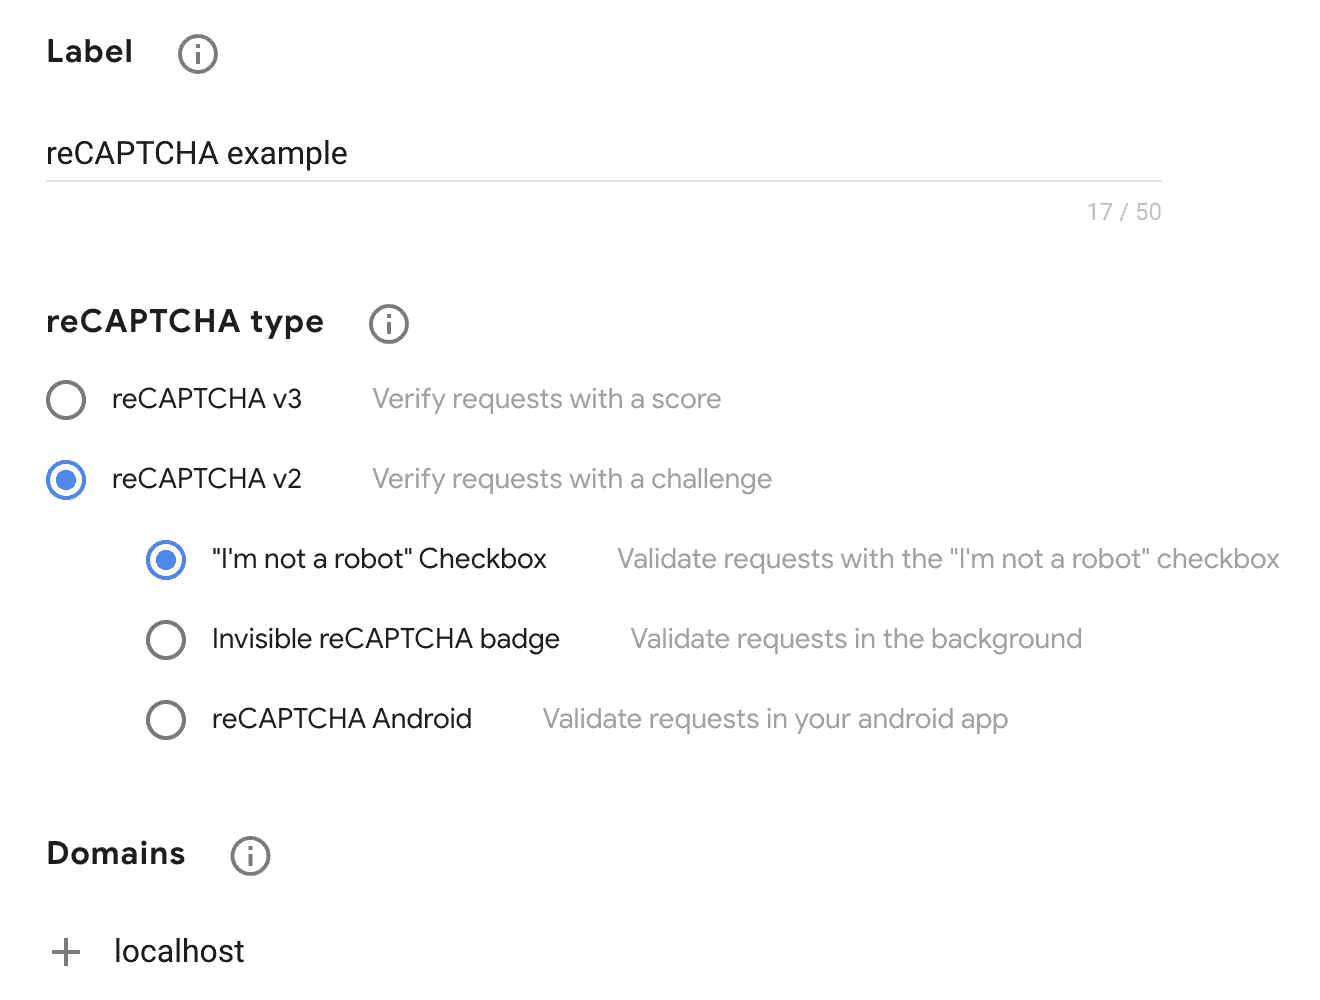 Label
reCAPTCHA example
17 / 50
reCAPTCHA type
reCAPTCHA v3 Verify requests with a score
reCAPTCHA v2 Verify requests with a challenge
"I'm not a robot" Checkbox Validate requests with the "I'm not a robot" checkbox
Invisible reCAPTCHA badge Validate requests in the background
reCAPTCHA Android Validate requests in your android app
Domains
+ localhost